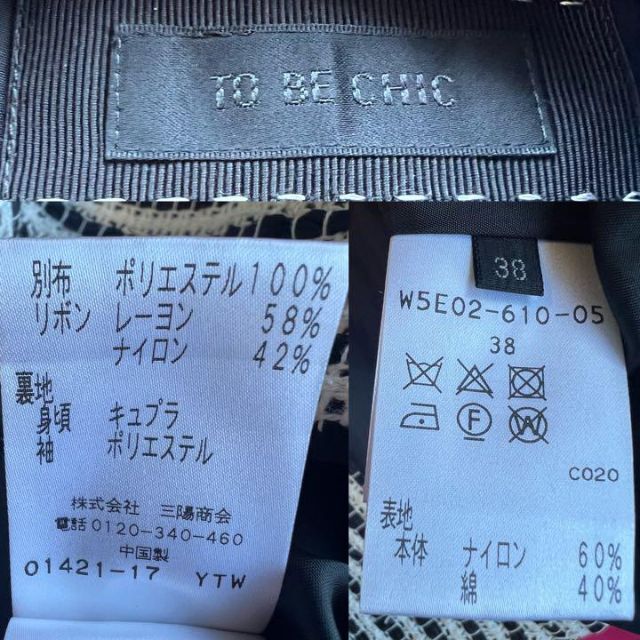 TO BE CHIC
別布 ポリエステル 100%
リボン レーヨン 58%
ナイロン 42%
裏地
身頃 キュプラ
袖 ポリエステル
株式会社 三陽商会
電話0120-340-460
中国製
01421-17 YTW
38
W5E02-610-05
38
F W
C020
表地
本体 ナイロン 60%
綿 40%